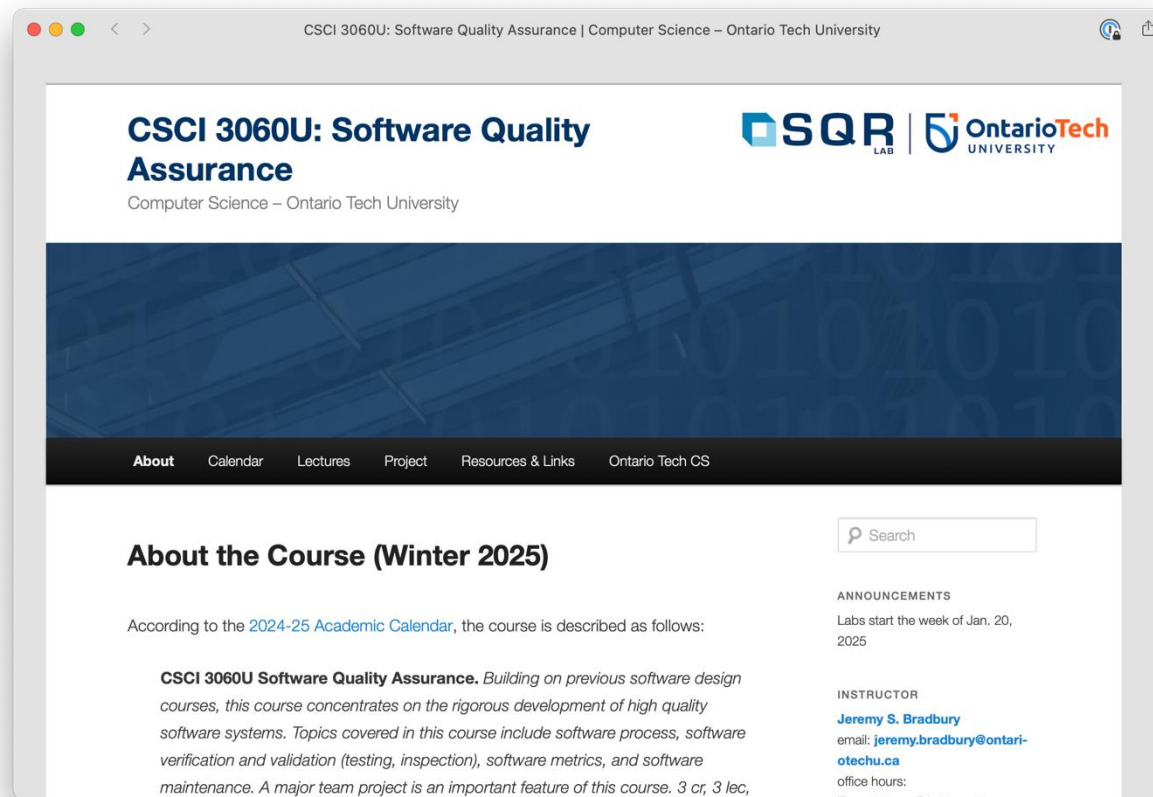 CSCI 3060U: Software Quality Assurance | Computer Science – Ontario Tech University
CSCI 3060U: Software Quality
Assurance
Computer Science – Ontario Tech University
SQR
LAB
OntarioTech
UNIVERSITY
About Calendar Lectures Project Resources & Links Ontario Tech CS
About the Course (Winter 2025)
According to the 2024-25 Academic Calendar, the course is described as follows:
CSCI 3060U Software Quality Assurance. Building on previous software design
courses, this course concentrates on the rigorous development of high quality
software systems. Topics covered in this course include software process, software
verification and validation (testing, inspection), software metrics, and software
maintenance. A major team project is an important feature of this course. 3 cr, 3 lec,
Search
ANNOUNCEMENTS
Labs start the week of Jan. 20,
2025
INSTRUCTOR
Jeremy S. Bradbury
email: jeremy.bradbury@ontari-
otechu.ca
office hours: